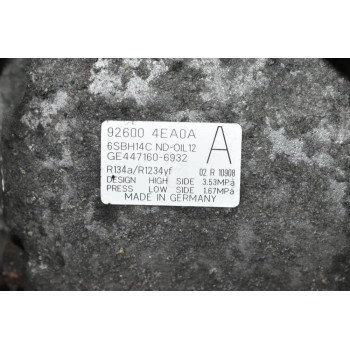 92600 4EA0A
A
6SBH14C ND-OIL12
GE447160-6932
R134a/R1234yf 02 R 10908
DESIGN HIGH SIDE 3.53MPa
PRESS LOW SIDE 1.67MPa
MADE IN GERMANY